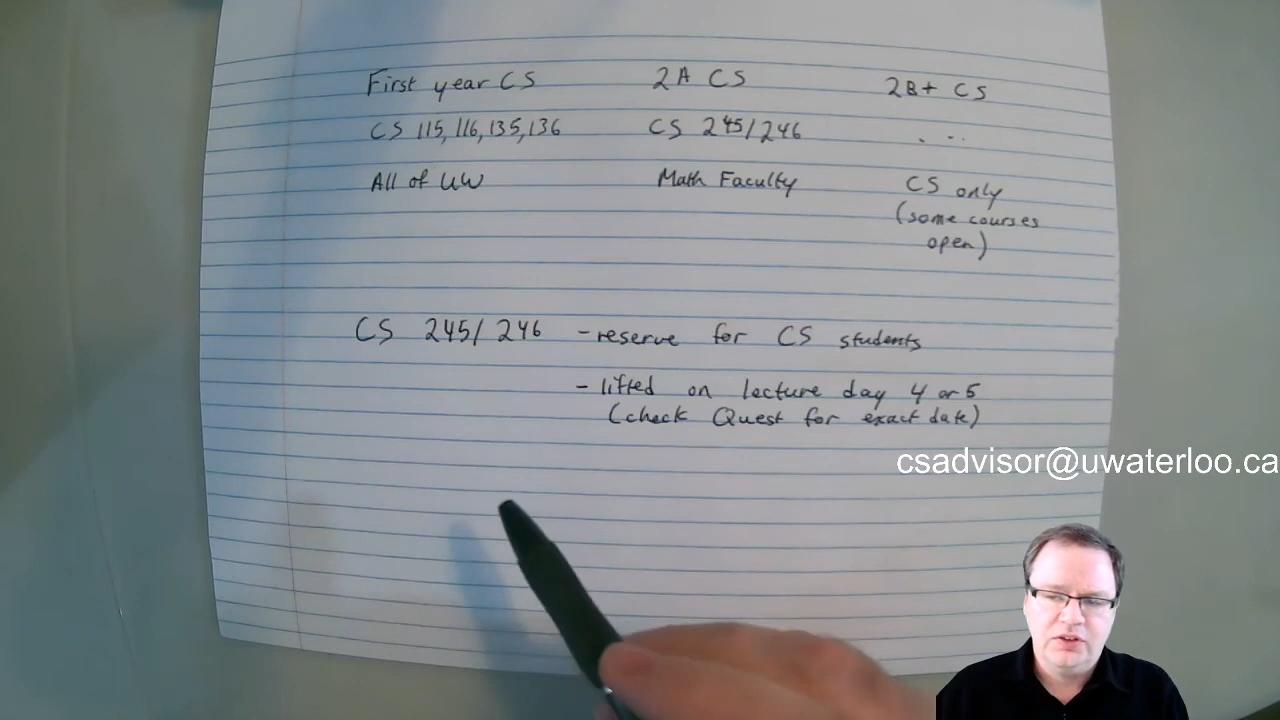 First year CS 2A CS 2B+ CS
CS 115, 116, 135, 136 CS 245/246 . ...
All of UW Math Faculty CS only
(some courses
open)
CS 245/246 - reserve for CS students
- lifted on lecture day 4 or 5
(check Quest for exact date)
csadvisor@uwaterloo.ca